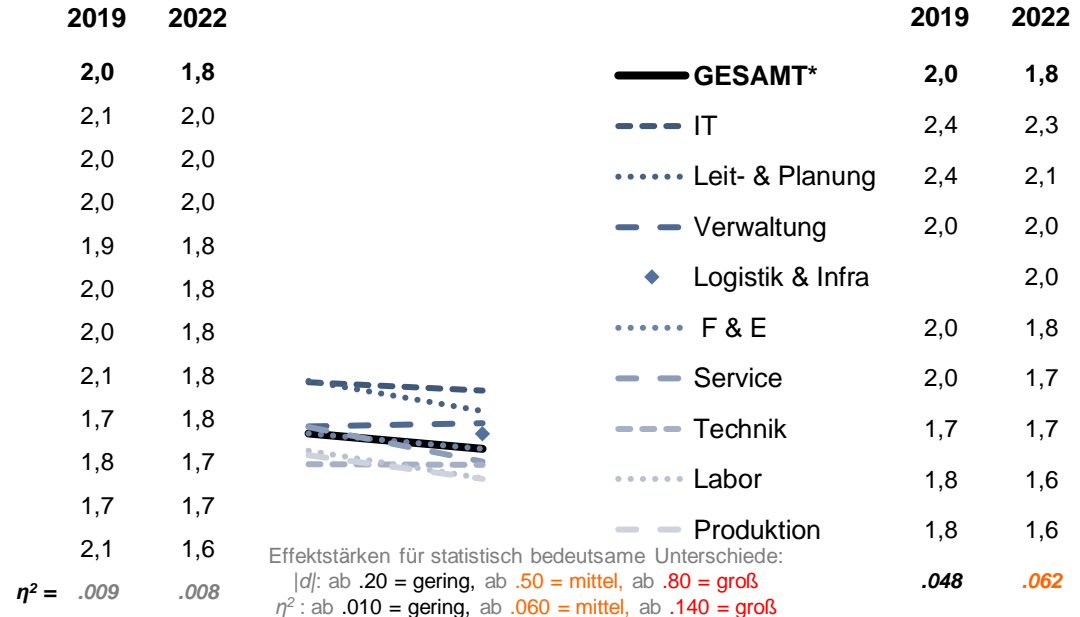 2019 2022
2,0 1,8
2,1 2,0
2,0 2,0
2,0 2,0
1,9 1,8
2,0 1,8
2,0 1,8
2,1 1,8
1,7 1,8
1,8 1,7
1,7 1,7
2,1 1,6
η² = .009 .008
2019 2022
GESAMT* 2,0 1,8
IT 2,4 2,3
Leit- & Planung 2,4 2,1
Verwaltung 2,0 2,0
Logistik & Infra 2,0
F & E 2,0 1,8
Service 2,0 1,7
Technik 1,7 1,7
Labor 1,8 1,6
Produktion 1,8 1,6
.048 .062
Effektstärken für statistisch bedeutsame Unterschiede:
|d|: ab .20 = gering, ab .50 = mittel, ab .80 = groß
η² : ab .010 = gering, ab .060 = mittel, ab .140 = groß